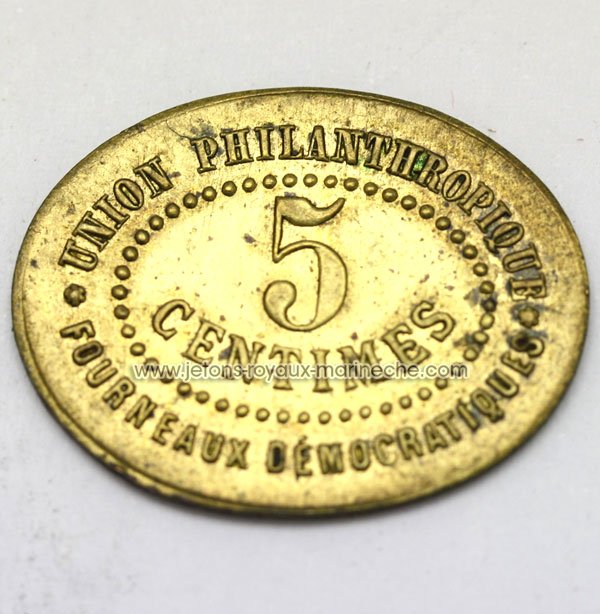 UNION PHILANTHROPIQUE
5
CENTIMES
www.jetons-royaux-marineche.com
FOURNEAUX DÉMOCRATIQUES